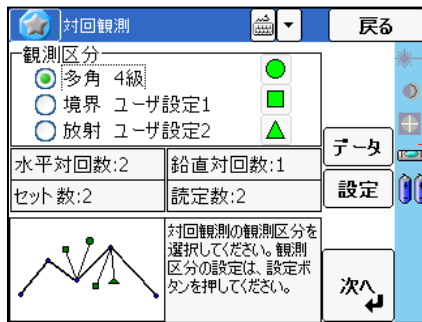 対回観測
戻る
観測区分
多角 4級
境界 ユーザ設定1
放射 ユーザ設定2
データ
水平対回数:2
鉛直対回数:1
セット数:2
読定数:2
設定
対回観測の観測区分を
選択してください。観測
区分の設定は、設定ボ
タンを押してください。
次へ